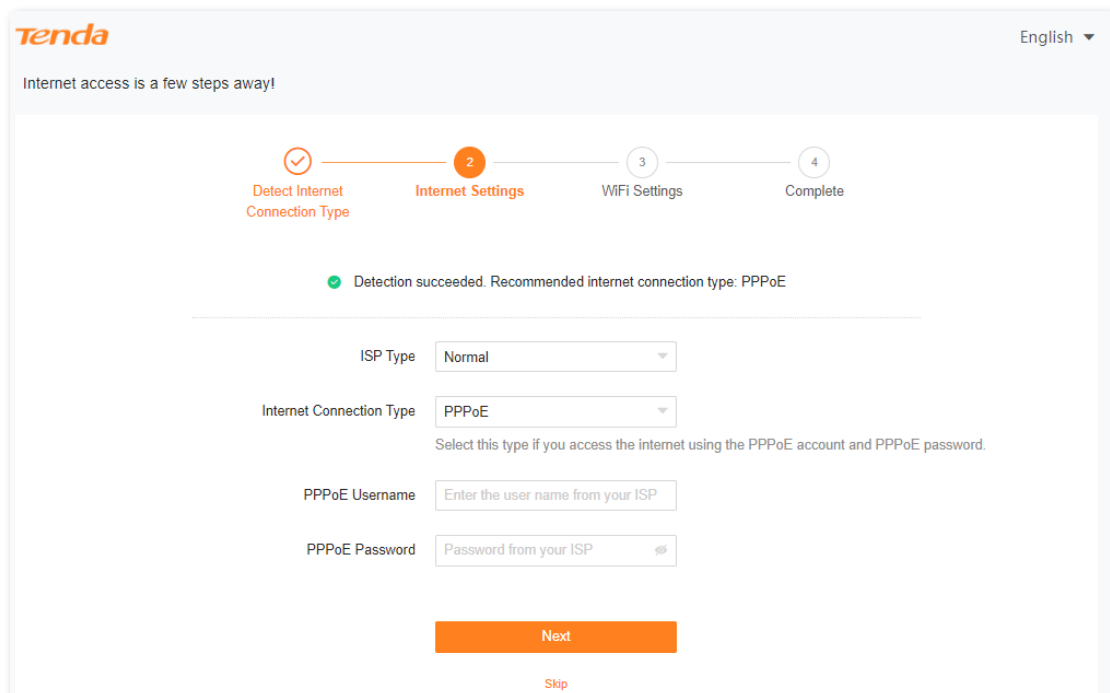 Tenda
English
Internet access is a few steps away!
2
3
4
Detect Internet
Connection Type
Internet Settings
WiFi Settings
Complete
Detection succeeded. Recommended internet connection type: PPPoE
ISP Type
Normal
Internet Connection Type
PPPoE
Select this type if you access the internet using the PPPoE account and PPPoE password.
PPPoE Username
Enter the user name from your ISP
PPPoE Password
Password from your ISP
Next
Skip